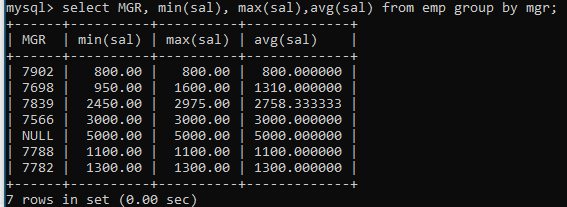 mysql> select MGR, min(sal), max(sal),avg(sal) from emp group by mgr;
+------+----------+----------+-------------+
| MGR  | min(sal) | max(sal) | avg(sal)    |
+------+----------+----------+-------------+
| 7902 |   800.00 |   800.00 |  800.000000 |
| 7698 |   950.00 |  1600.00 | 1310.000000 |
| 7839 |  2450.00 |  2975.00 | 2758.333333 |
| 7566 |  3000.00 |  3000.00 | 3000.000000 |
| NULL |  5000.00 |  5000.00 | 5000.000000 |
| 7788 |  1100.00 |  1100.00 | 1100.000000 |
| 7782 |  1300.00 |  1300.00 | 1300.000000 |
+------+----------+----------+-------------+
7 rows in set (0.00 sec)